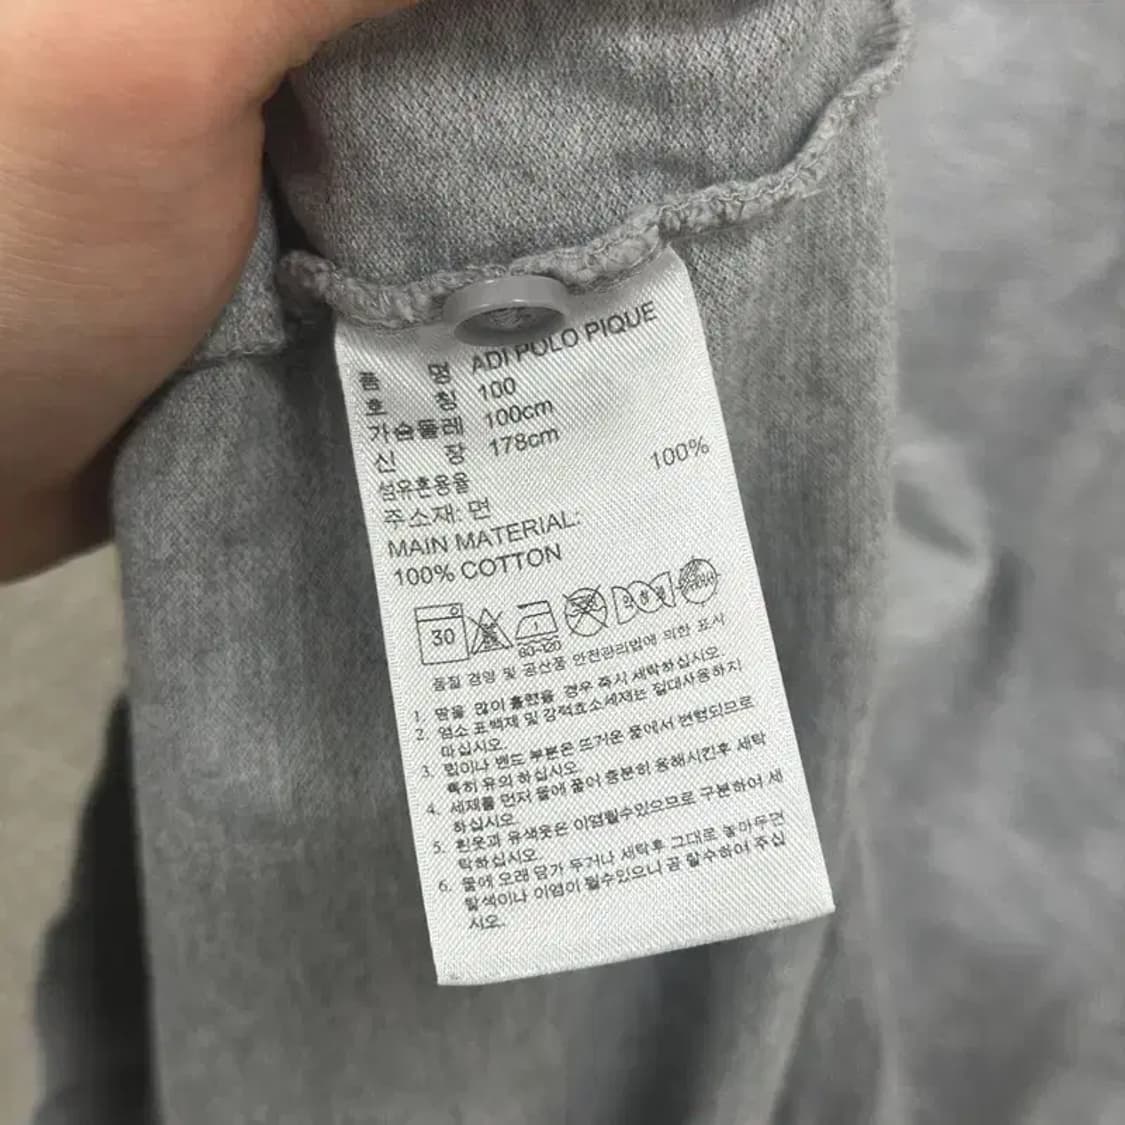 품 명 ADI POLO PIQUE
호 칭 100
가슴둘레 100cm
신 장 178cm
섬유혼용율
주소재: 면 100%
MAIN MATERIAL:
100% COTTON
30
80~120
품질 경영 및 공산품 안전관리법에 의한 표시
1. 땀을 많이 흘렸을 경우 즉시 세탁하십시오.
2. 염소 표백제 및 강력효소세제는 절대사용하지
마십시오.
3. 립이나 밴드 부분은 뜨거운 물에서 변형되므로
특히 유의 하십시오.
4. 세제를 먼저 물에 풀어 충분히 용해시킨후 세탁
하십시오.
5. 흰옷과 유색옷은 이염될수있으므로 구분하여 세
탁하십시오.
6. 물에 오래 담가 두거나 세탁후 그대로 놓아두면
탈색이나 이염이 될수있으니 곧 탈수하여 주십
시오.